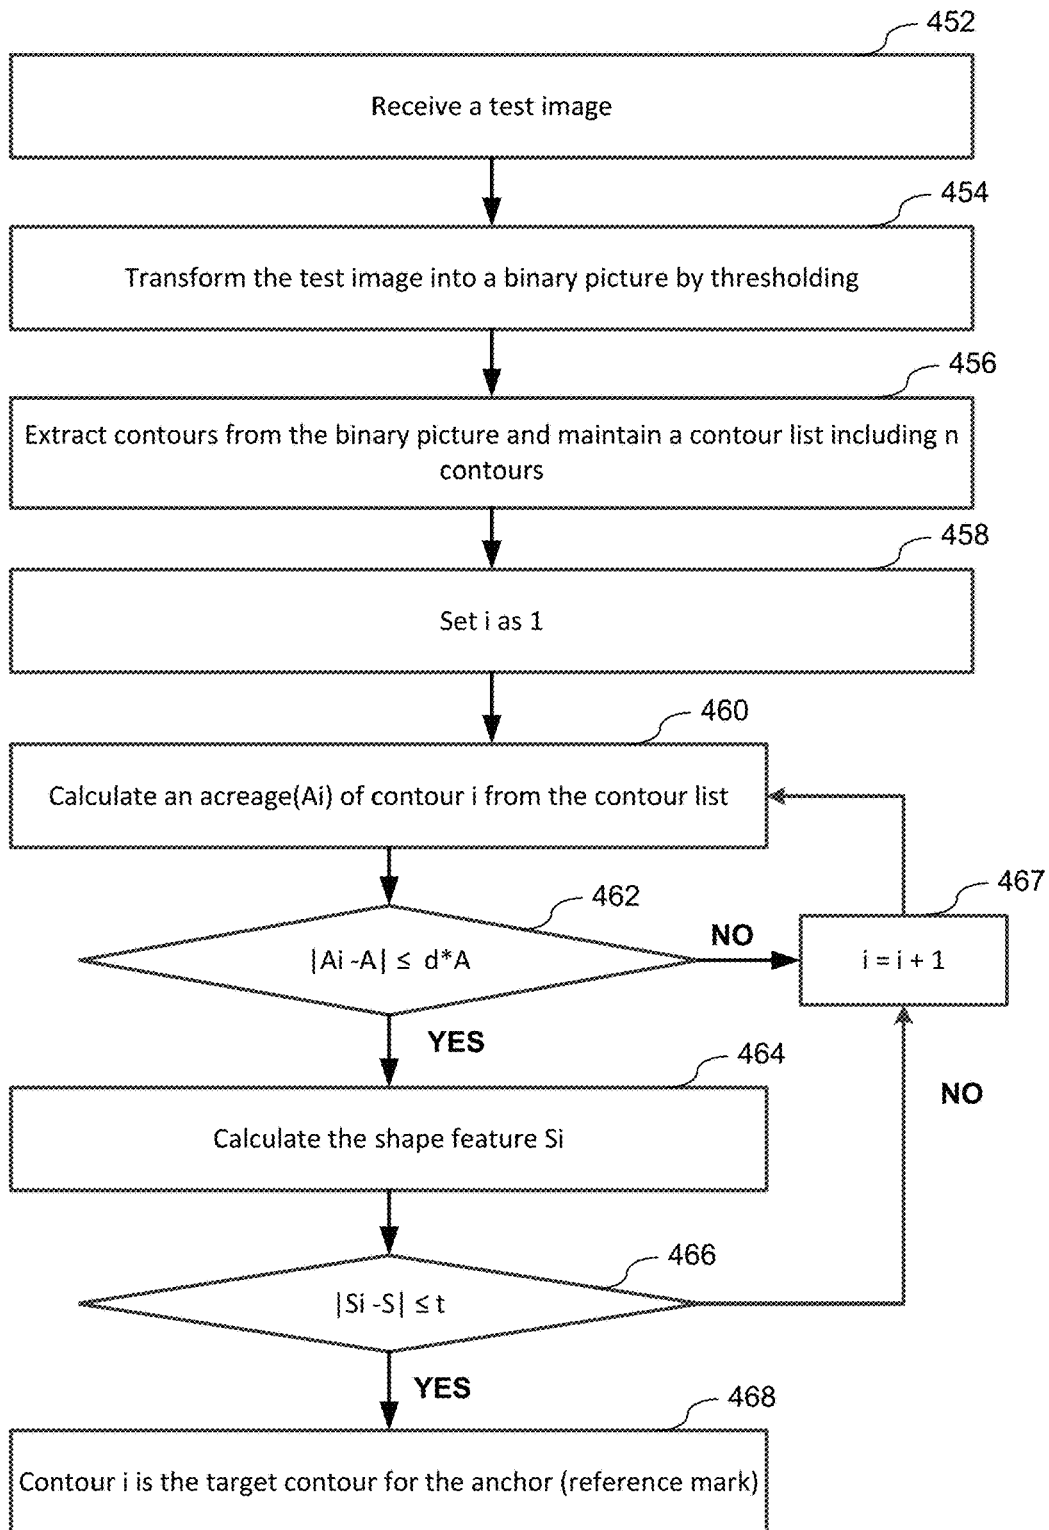 452
Receive a test image
454
Transform the test image into a binary picture by thresholding
456
Extract contours from the binary picture and maintain a contour list including n
contours
458
Set i as 1
460
Calculate an acreage(Ai) of contour i from the contour list
462
467
|Ai -A| ≤ d*A
NO
i = i + 1
YES
464
NO
Calculate the shape feature Si
466
|Si -S| ≤ t
YES
468
Contour i is the target contour for the anchor (reference mark)